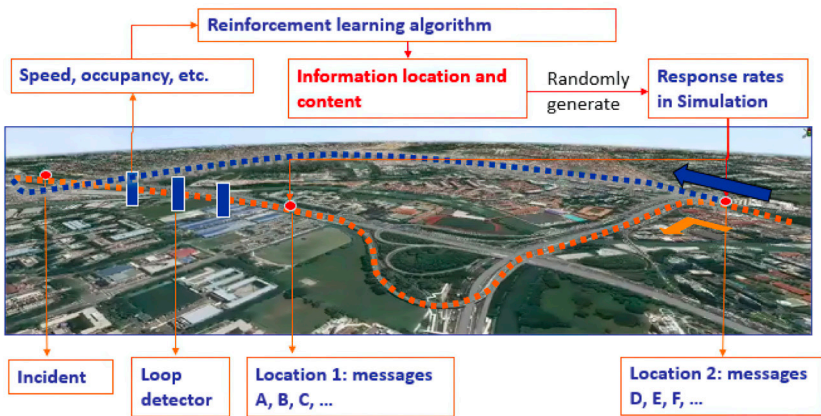 Reinforcement learning algorithm
Speed, occupancy, etc.
Information location and
content
Randomly
generate
Response rates
in Simulation
Incident
Loop
detector
Location 1: messages
A, B, C, ...
Location 2: messages
D, E, F, ...